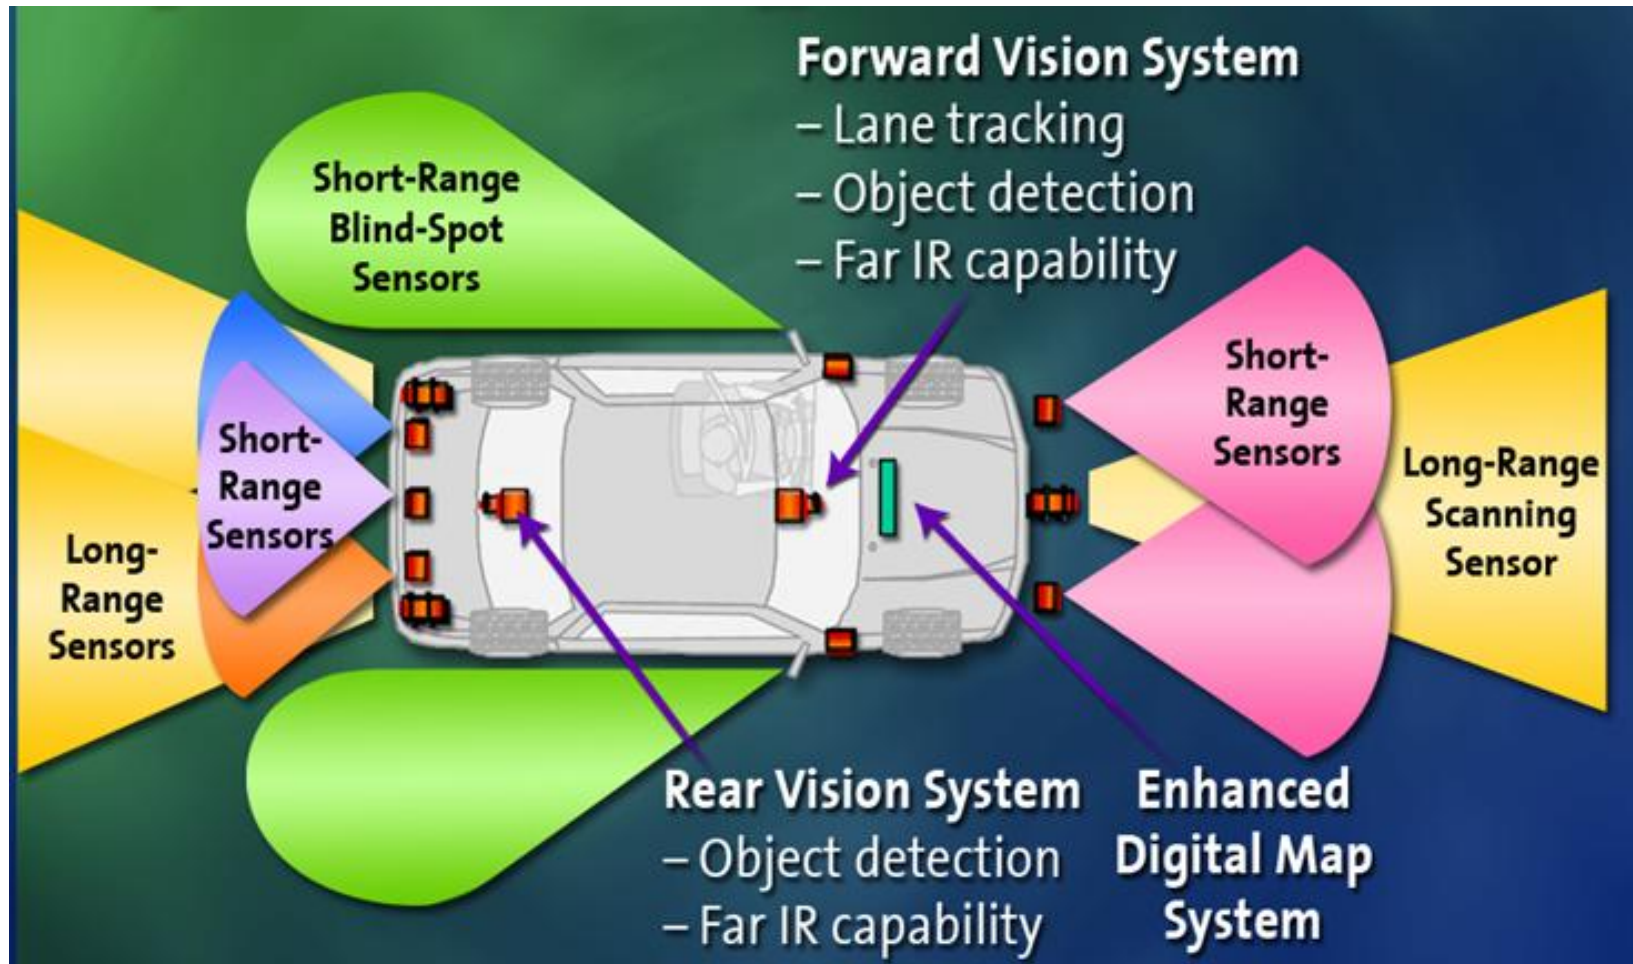 Forward Vision System
– Lane tracking
– Object detection
– Far IR capability
Short-Range
Blind-Spot
Sensors
Short-
Range
Sensors
Long-
Range
Sensors
Short-
Range
Sensors
Long-Range
Scanning
Sensor
Rear Vision System
– Object detection
– Far IR capability
Enhanced
Digital Map
System